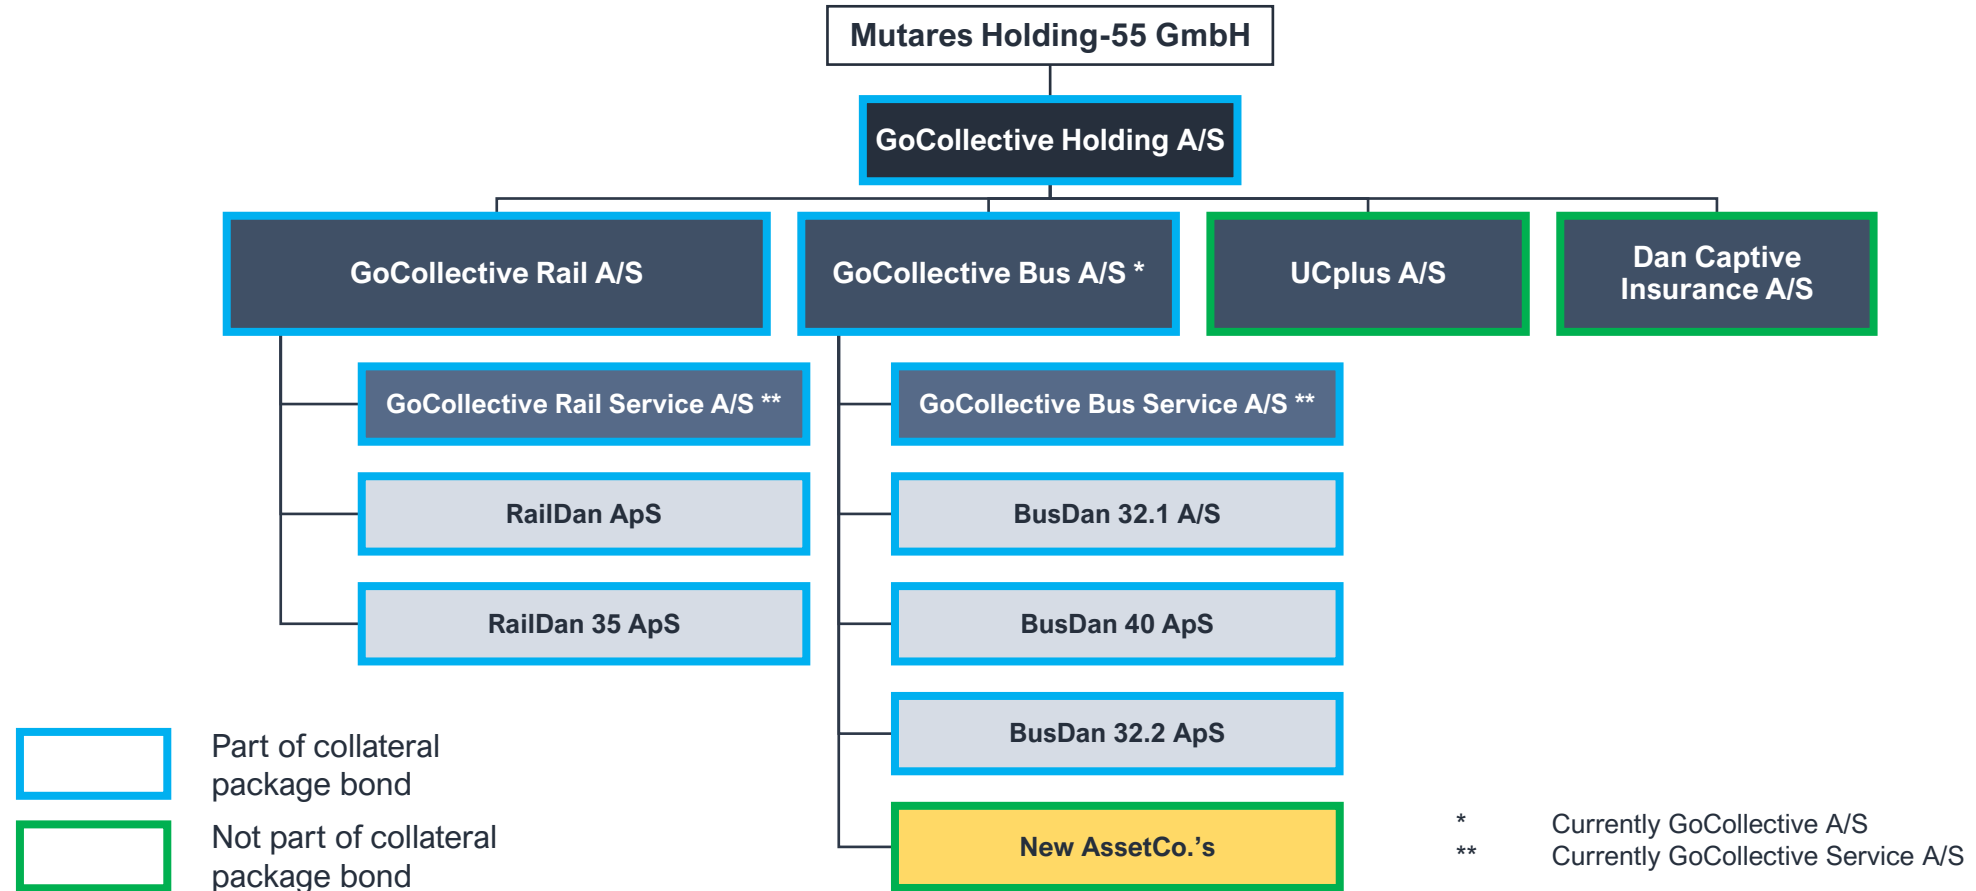 Mutares Holding-55 GmbH
GoCollective Holding A/S
GoCollective Rail A/S
GoCollective Bus A/S *
UCplus A/S
Dan Captive
Insurance A/S
GoCollective Rail Service A/S **
GoCollective Bus Service A/S **
RailDan ApS
BusDan 32.1 A/S
RailDan 35 ApS
BusDan 40 ApS
BusDan 32.2 ApS
New AssetCo.'s
Part of collateral
package bond
Not part of collateral
package bond
* Currently GoCollective A/S
** Currently GoCollective Service A/S